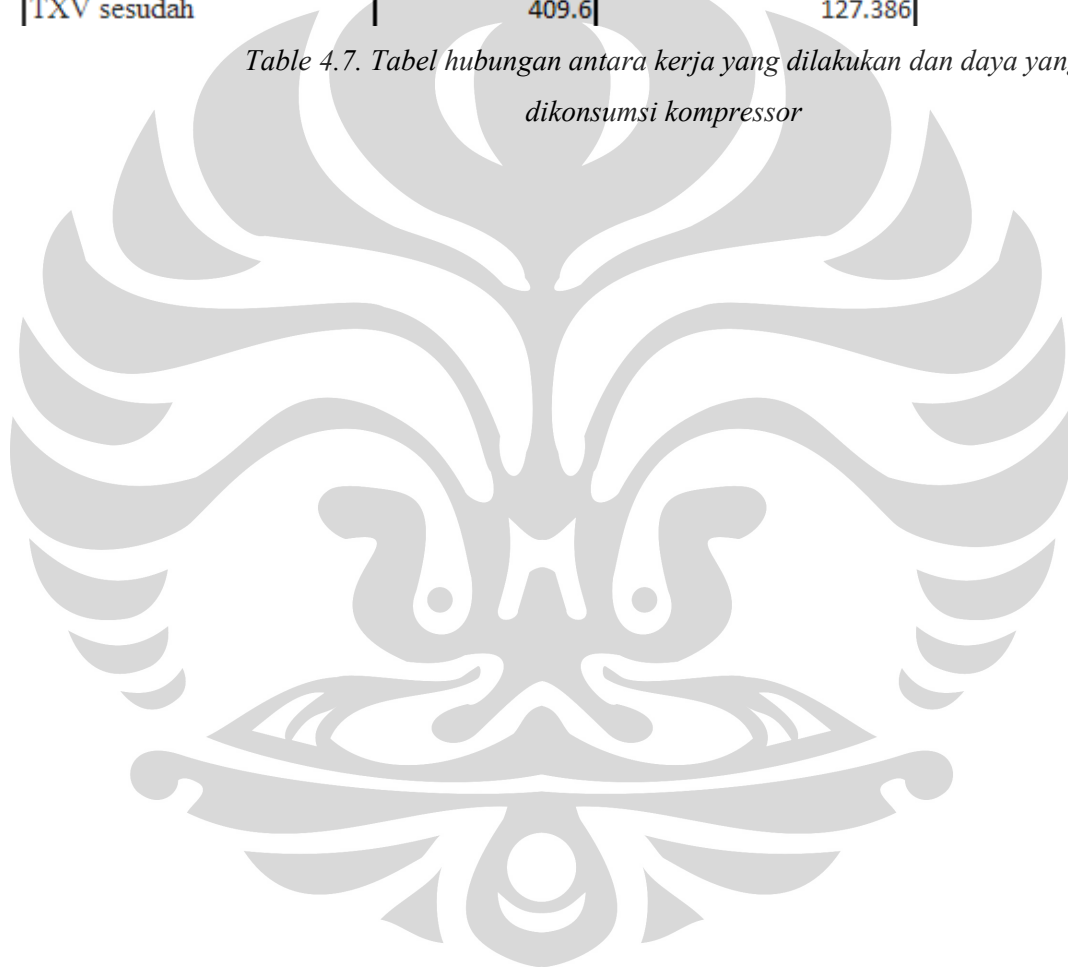 TXV sesudah 409.6 127.386
Table 4.7. Tabel hubungan antara kerja yang dilakukan dan daya yang
dikonsumsi kompressor